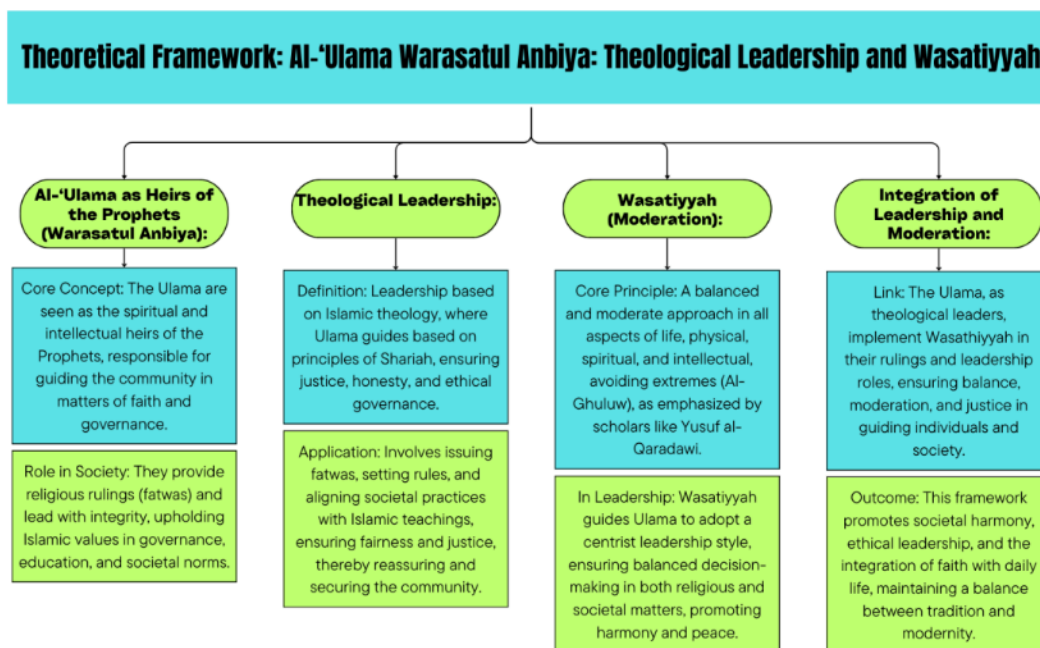 Theoretical Framework: Al-‘Ulama Warasatul Anbiya: Theological Leadership and Wasatiyyah
Al-‘Ulama as Heirs of
the Prophets
(Warasatul Anbiya):
Core Concept: The Ulama are
seen as the spiritual and
intellectual heirs of the
Prophets, responsible for
guiding the community in
matters of faith and
governance.
Role in Society: They provide
religious rulings (fatwas) and
lead with integrity, upholding
Islamic values in governance,
education, and societal norms.
Theological Leadership:
Definition: Leadership based
on Islamic theology, where
Ulama guides based on
principles of Shariah, ensuring
justice, honesty, and ethical
governance.
Application: Involves issuing
fatwas, setting rules, and
aligning societal practices
with Islamic teachings,
ensuring fairness and justice,
thereby reassuring and
securing the community.
Wasatiyyah
(Moderation):
Core Principle: A balanced
and moderate approach in all
aspects of life, physical,
spiritual, and intellectual,
avoiding extremes (Al-
Ghuluw), as emphasized by
scholars like Yusuf al-
Qaradawi.
In Leadership: Wasatiyyah
guides Ulama to adopt a
centrist leadership style,
ensuring balanced decision-
making in both religious and
societal matters, promoting
harmony and peace.
Integration of
Leadership and
Moderation:
Link: The Ulama, as
theological leaders,
implement Wasathiyyah in
their rulings and leadership
roles, ensuring balance,
moderation, and justice in
guiding individuals and
society.
Outcome: This framework
promotes societal harmony,
ethical leadership, and the
integration of faith with daily
life, maintaining a balance
between tradition and
modernity.